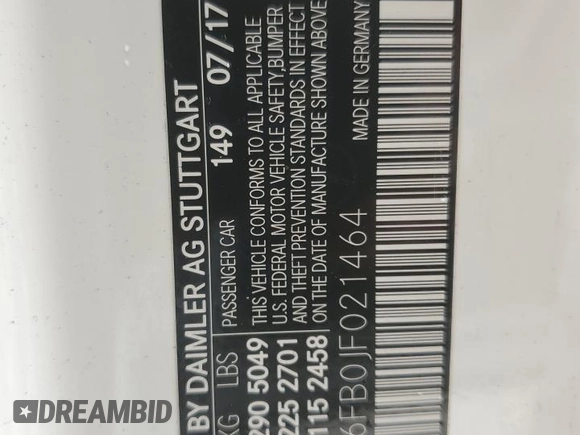 BY DAIMLER AG STUTTGART
149 07/17
KG LBS PASSENGER CAR
290 5049 THIS VEHICLE CONFORMS TO ALL APPLICABLE
225 2701 U.S. FEDERAL MOTOR VEHICLE SAFETY, BUMPER
115 2458 AND THEFT PREVENTION STANDARDS IN EFFECT
ON THE DATE OF MANUFACTURE SHOWN ABOVE
6FB0JF021464 MADE IN GERMANY
DREAMBID